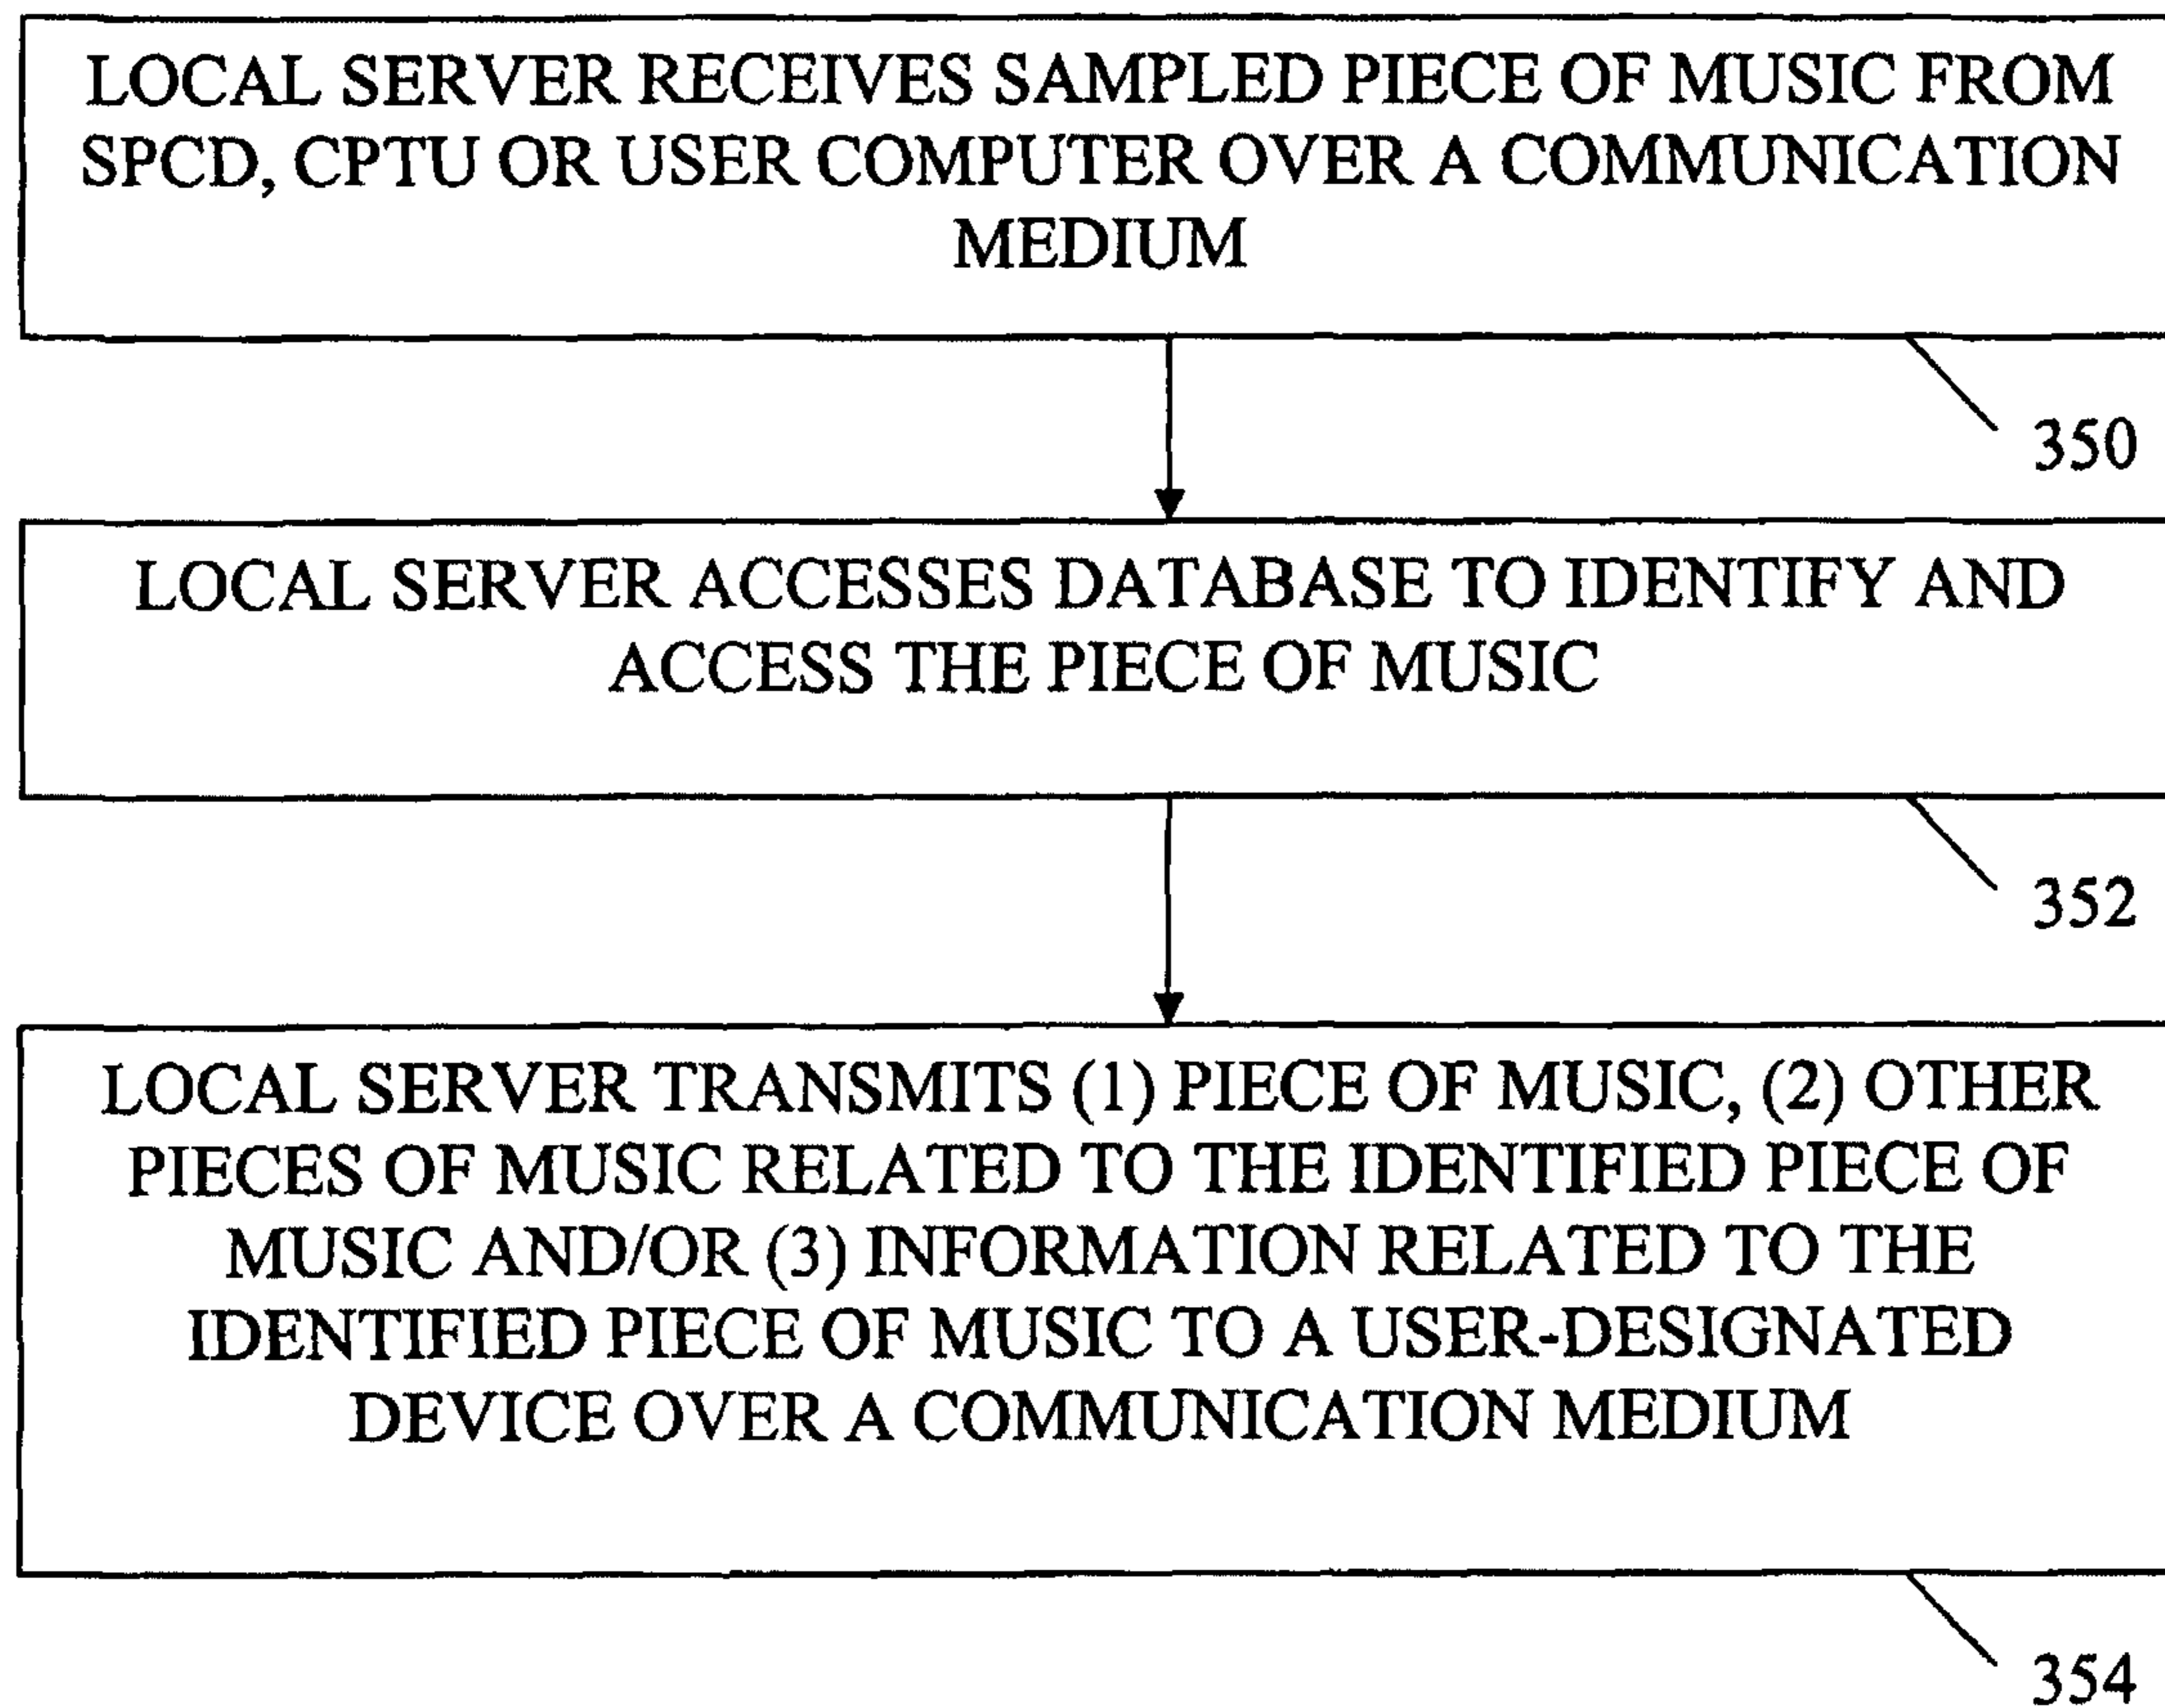 LOCAL SERVER RECEIVES SAMPLED PIECE OF MUSIC FROM
SPCD, CPTU OR USER COMPUTER OVER A COMMUNICATION
MEDIUM
350
LOCAL SERVER ACCESSES DATABASE TO IDENTIFY AND
ACCESS THE PIECE OF MUSIC
352
LOCAL SERVER TRANSMITS (1) PIECE OF MUSIC, (2) OTHER
PIECES OF MUSIC RELATED TO THE IDENTIFIED PIECE OF
MUSIC AND/OR (3) INFORMATION RELATED TO THE
IDENTIFIED PIECE OF MUSIC TO A USER-DESIGNATED
DEVICE OVER A COMMUNICATION MEDIUM
354